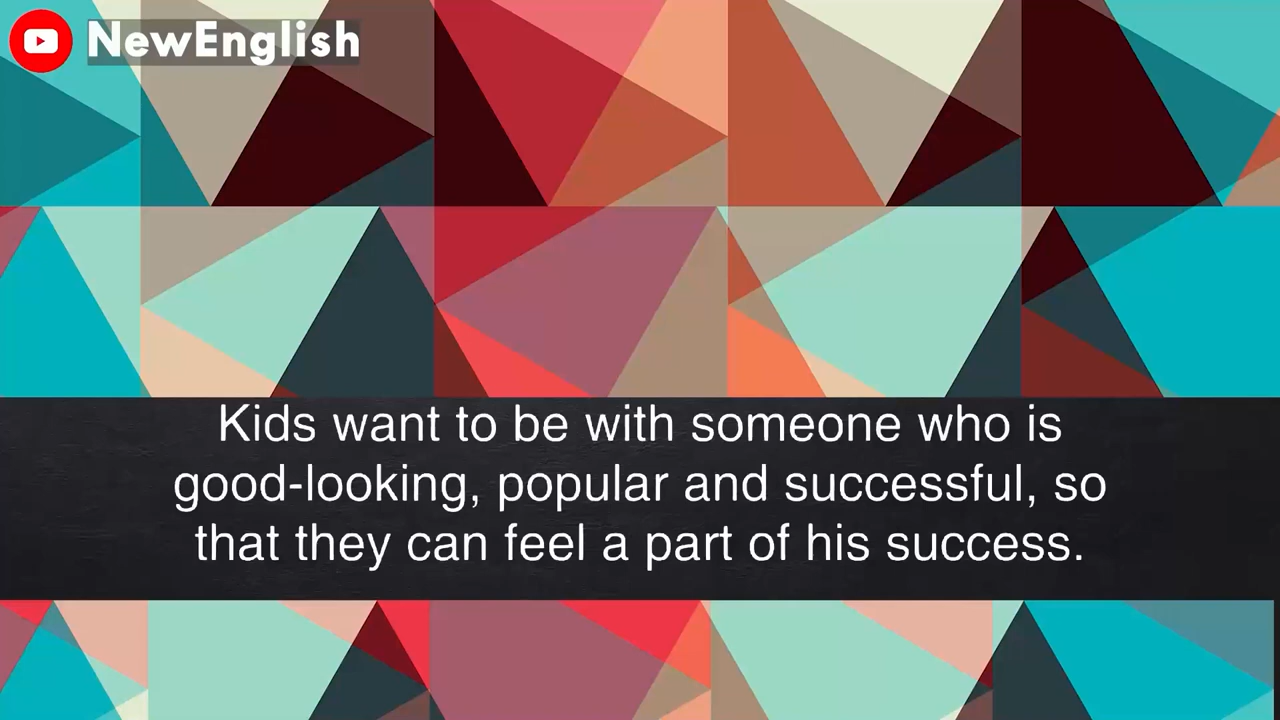 NewEnglish
Kids want to be with someone who is
good-looking, popular and successful, so
that they can feel a part of his success.